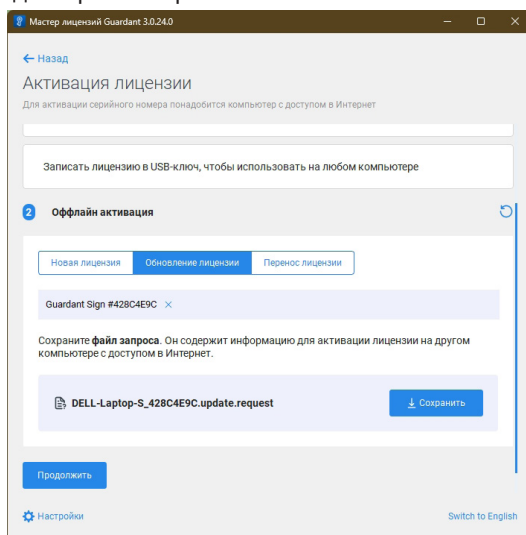 Мастер лицензий Guardant 3.0.24.0
Назад
Активация лицензии
Для активации серийного номера понадобится компьютер с доступом в Интернет
Записать лицензию в USB-ключ, чтобы использовать на любом компьютере
2 Оффлайн активация
Новая лицензия Обновление лицензии Перенос лицензии
Guardant Sign #428C4E9C ×
Сохраните файл запроса. Он содержит информацию для активации лицензии на другом
компьютере с доступом в Интернет.
DELL-Laptop-S_428C4E9C.update.request Сохранить
Продолжить
Настройки Switch to English